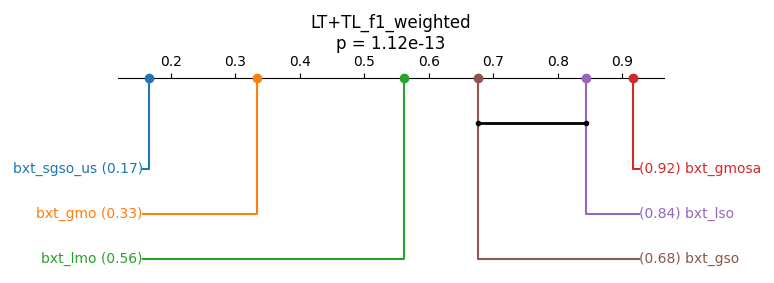 LT+TL_f1_weighted
p = 1.12e-13
0.2 0.3 0.4 0.5 0.6 0.7 0.8 0.9
bxt_sgso_us (0.17) (0.92) bxt_gmosa
bxt_gmo (0.33) (0.84) bxt_lso
bxt_lmo (0.56) (0.68) bxt_gso